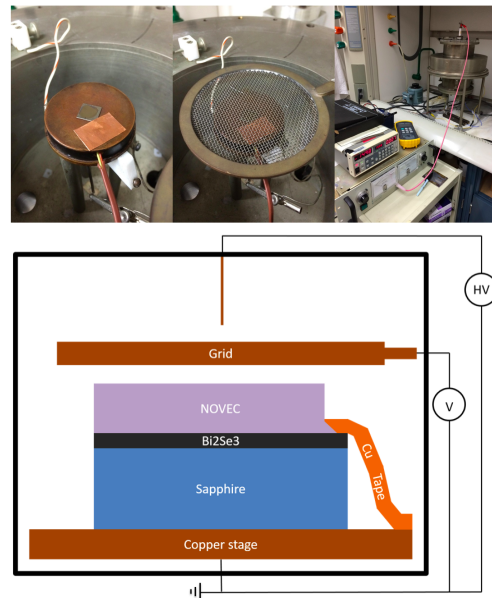 HV
Grid
V
NOVEC
Cu
Tape
Bi2Se3
Sapphire
Copper stage